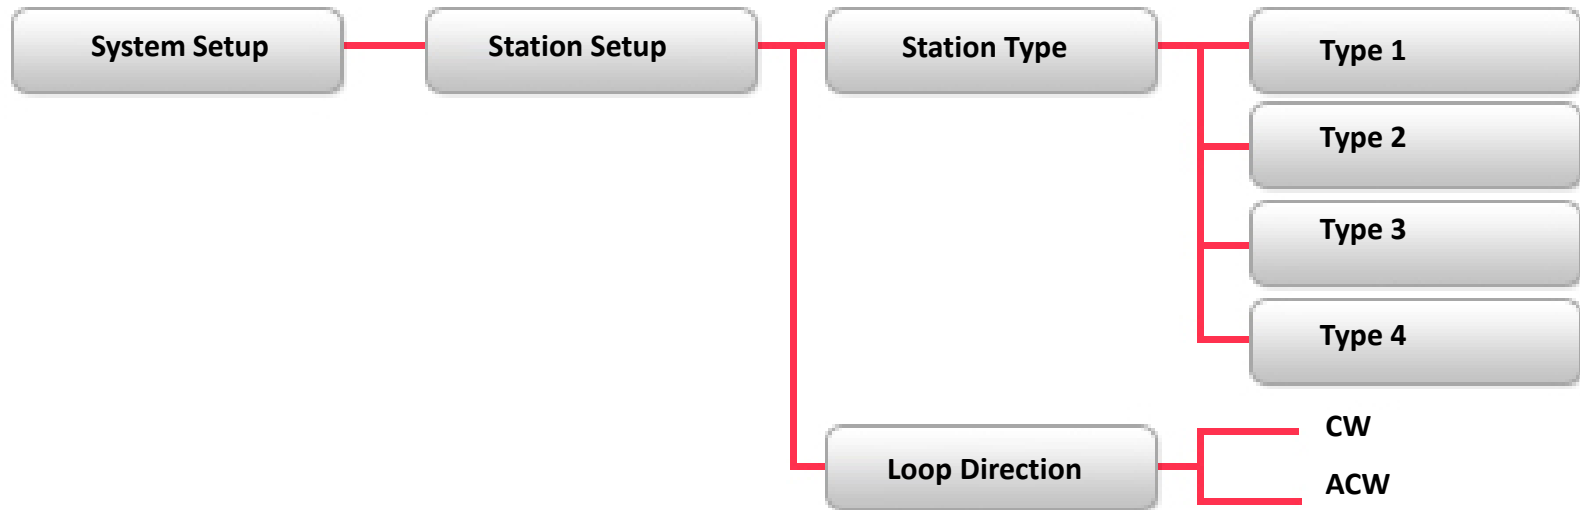 System Setup
Station Setup
Station Type
Type 1
Type 2
Type 3
Type 4
Loop Direction
CW
ACW